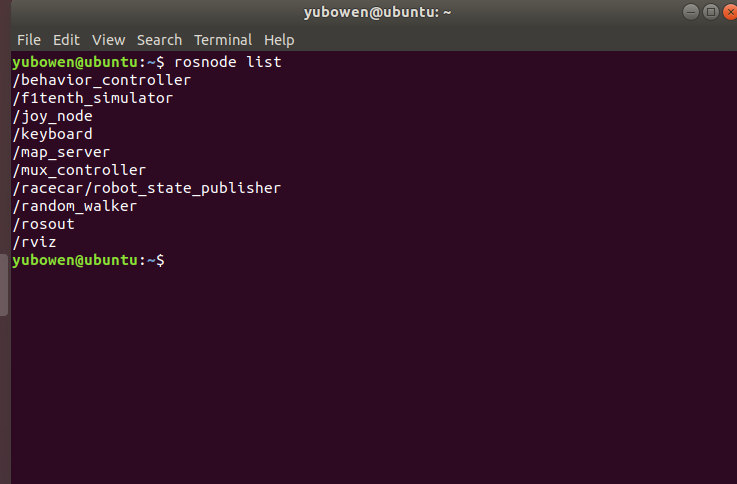 yubowen@ubuntu: ~
File Edit View Search Terminal Help
yubowen@ubuntu:~$ rosnode list
/behavior_controller
/f1tenth_simulator
/joy_node
/keyboard
/map_server
/mux_controller
/racecar/robot_state_publisher
/random_walker
/rosout
/rviz
yubowen@ubuntu:~$